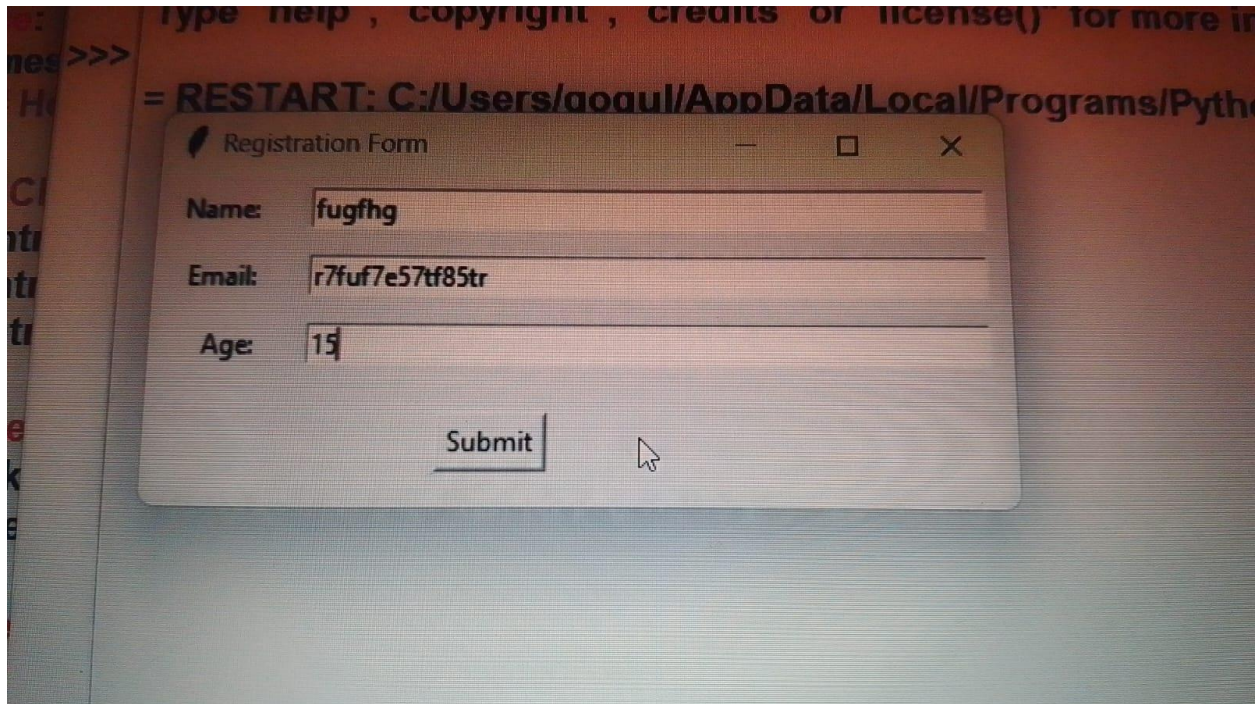 Type "help", "copyright", "credits" or "license()" for more
>>>
= RESTART: C:/Users/gogul/AppData/Local/Programs/
Registration Form
Name: fugfhg
Email: r7fuf7e57tf85tr
Age: 15
Submit